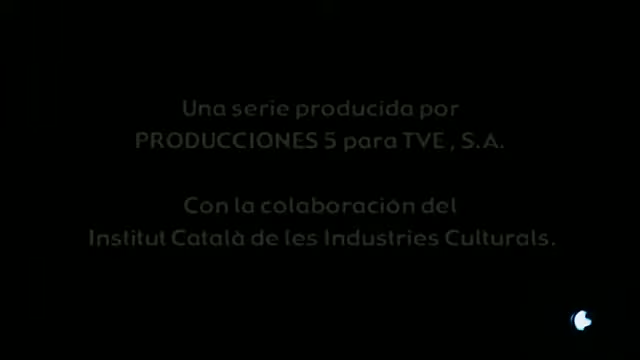 Una serie producida por
PRODUCCIONES 5 para TVE , S.A.
Con la colaboración del
Institut Català de les Industries Culturals.